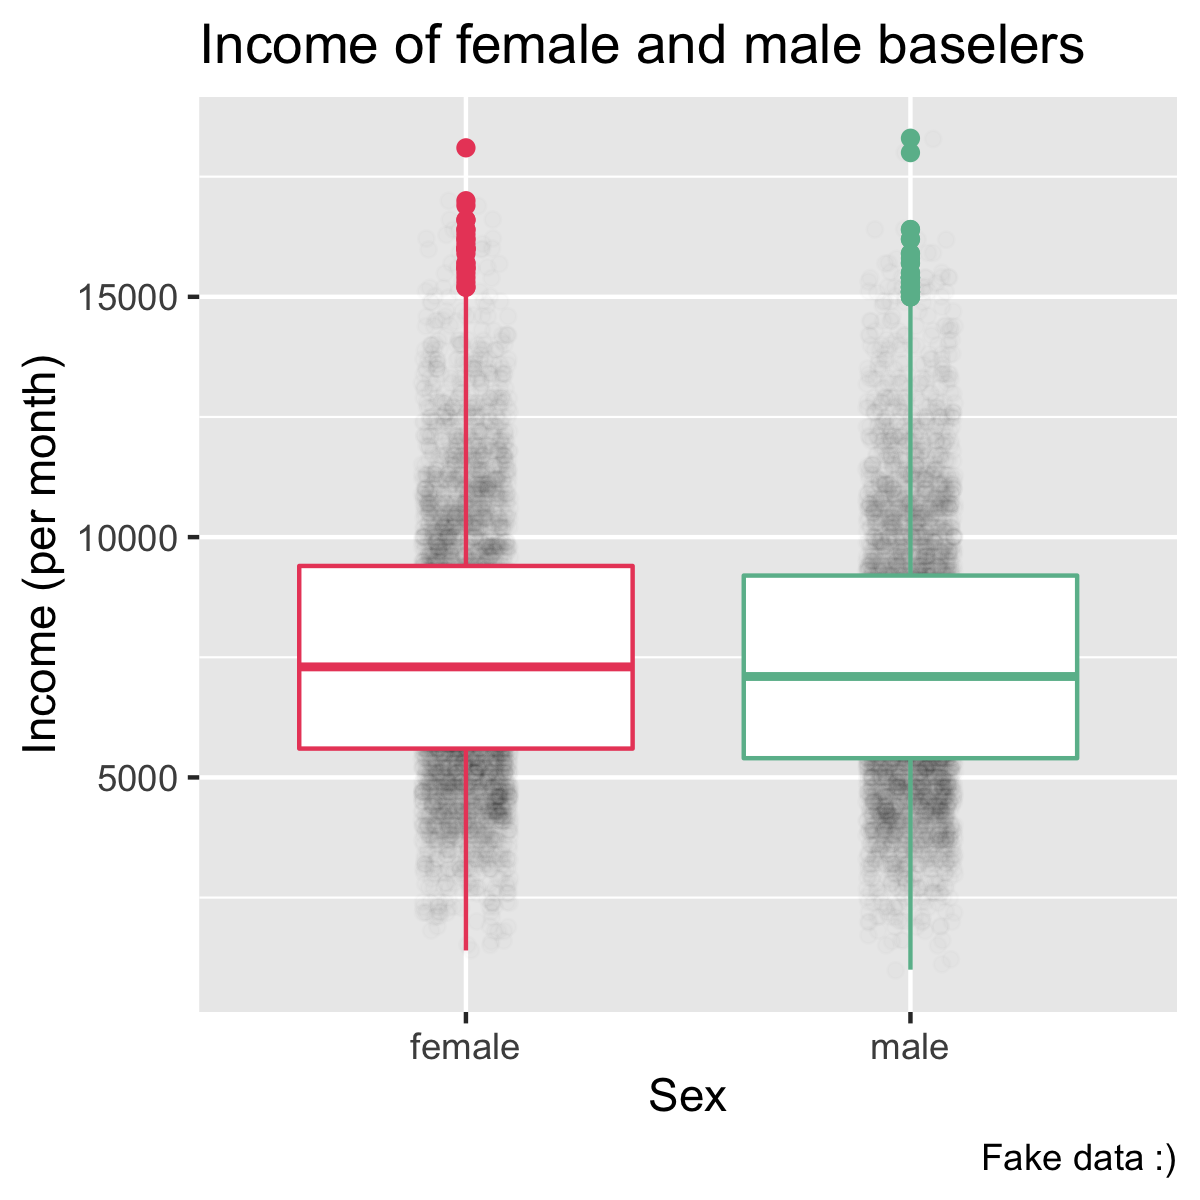 Income of female and male baselers
Income (per month)
15000
10000
5000
female
male
Sex
Fake data :)